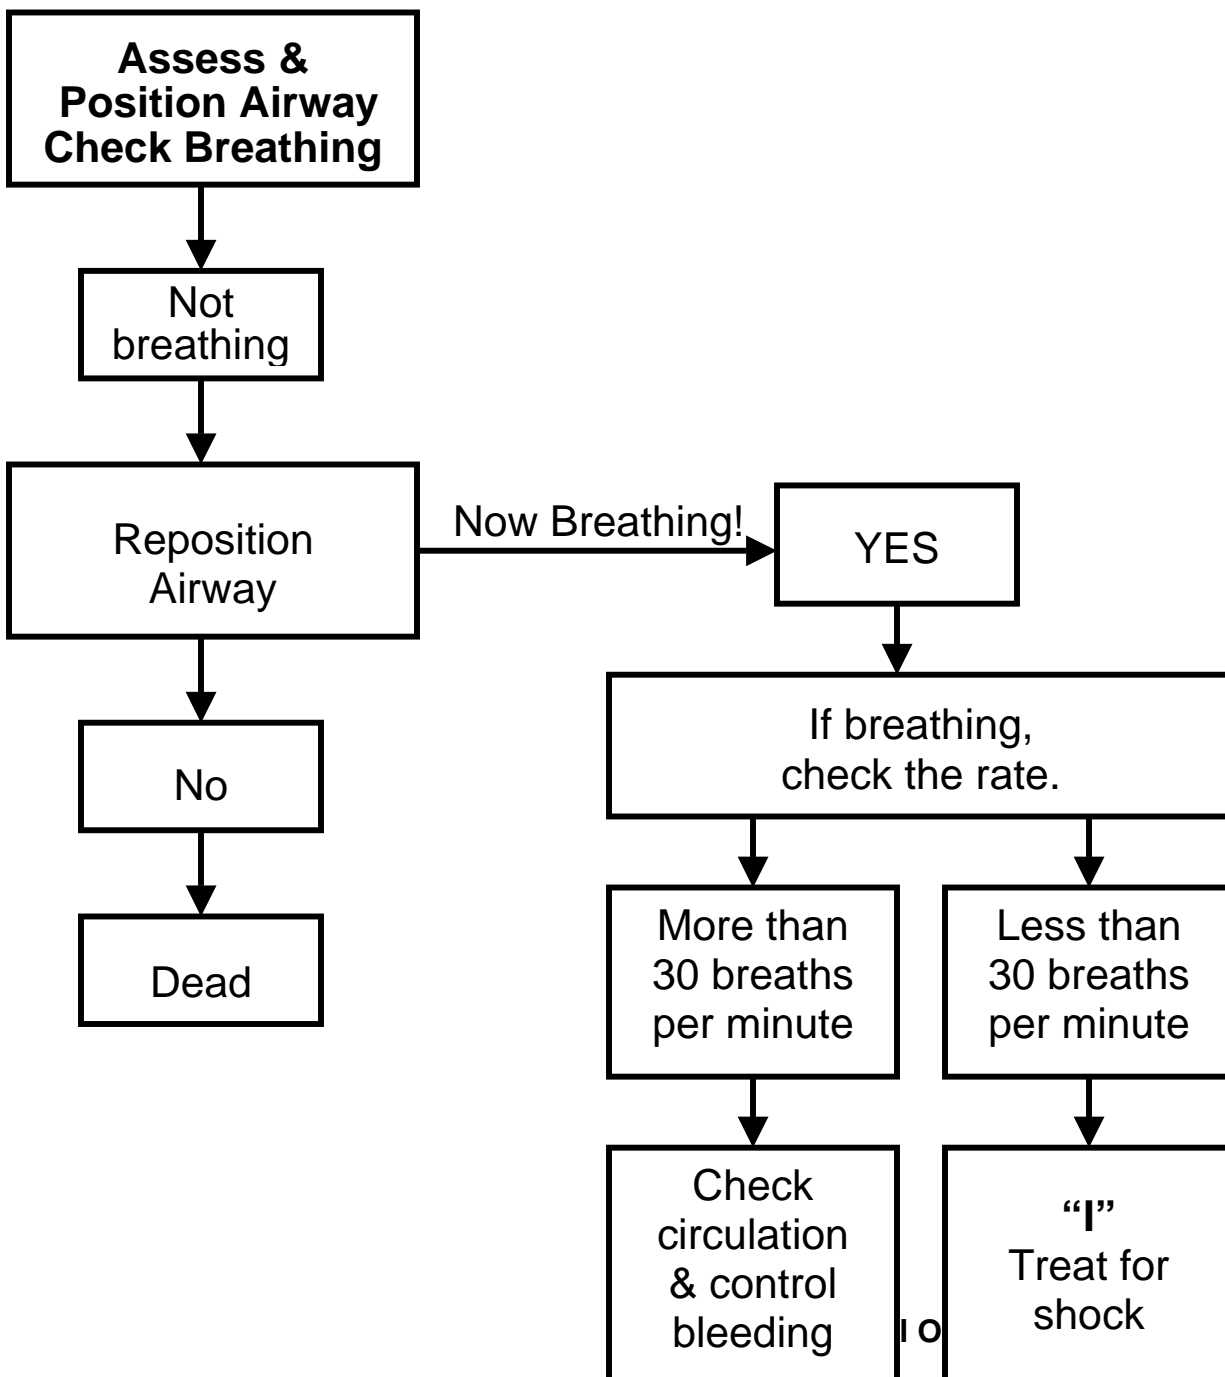 Assess &
Position Airway
Check Breathing
Not
breathing
Reposition
Airway
Now Breathing!
YES
No
Dead
If breathing,
check the rate.
More than
30 breaths
per minute
Less than
30 breaths
per minute
Check
circulation
& control
bleeding
“I”
Treat for
shock
I O